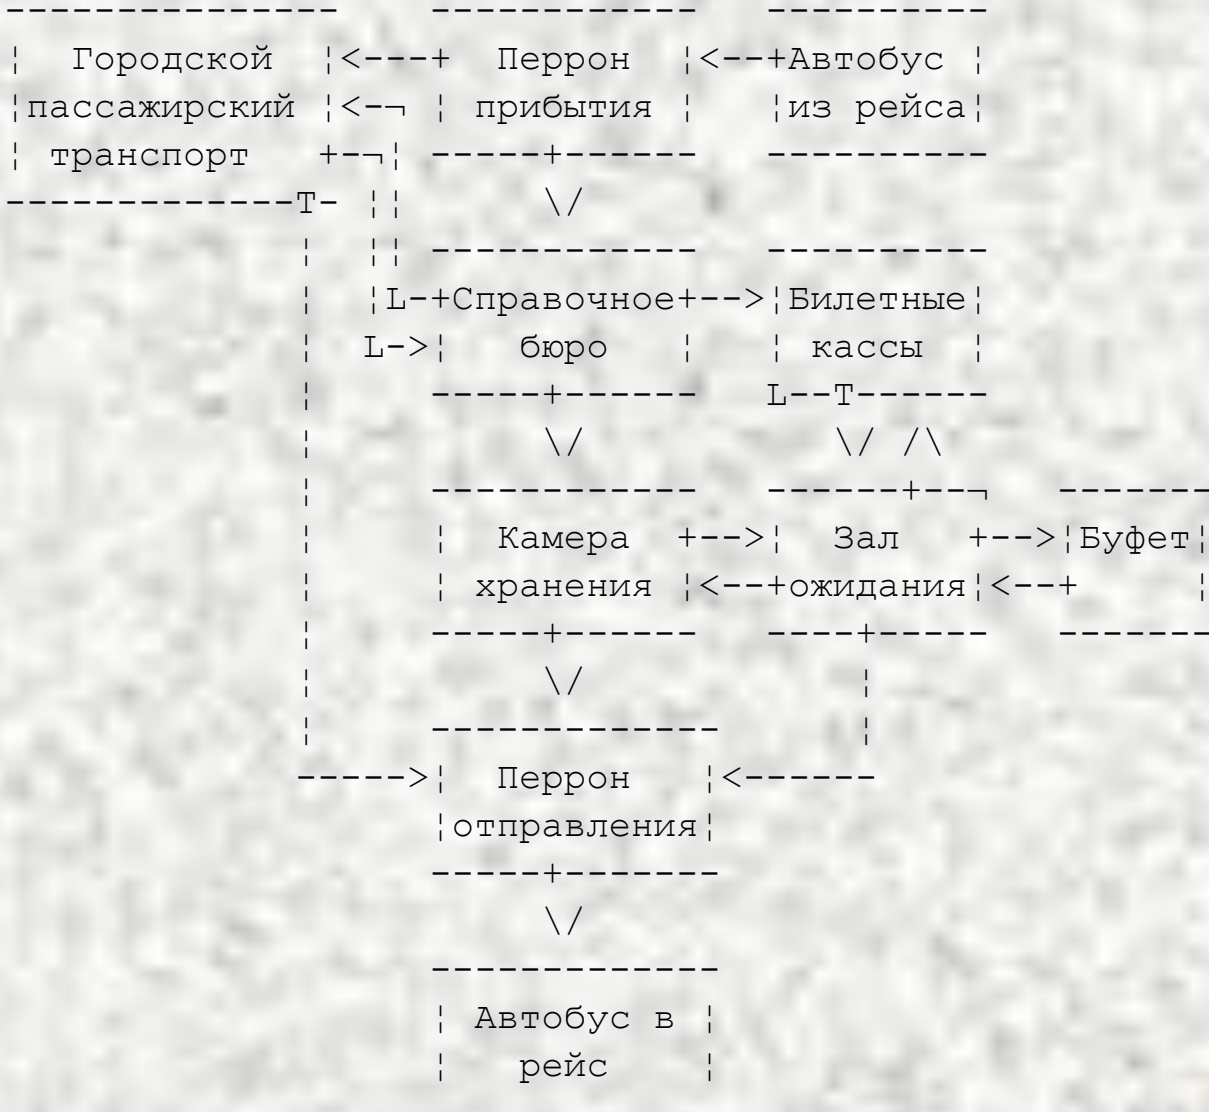 Городской Перрон Автобус
пассажирский прибытия из рейса
транспорт
Справочное Билетные
бюро кассы
Камера Зал Буфет
хранения ожидания
Перрон
отправления
Автобус в
рейс